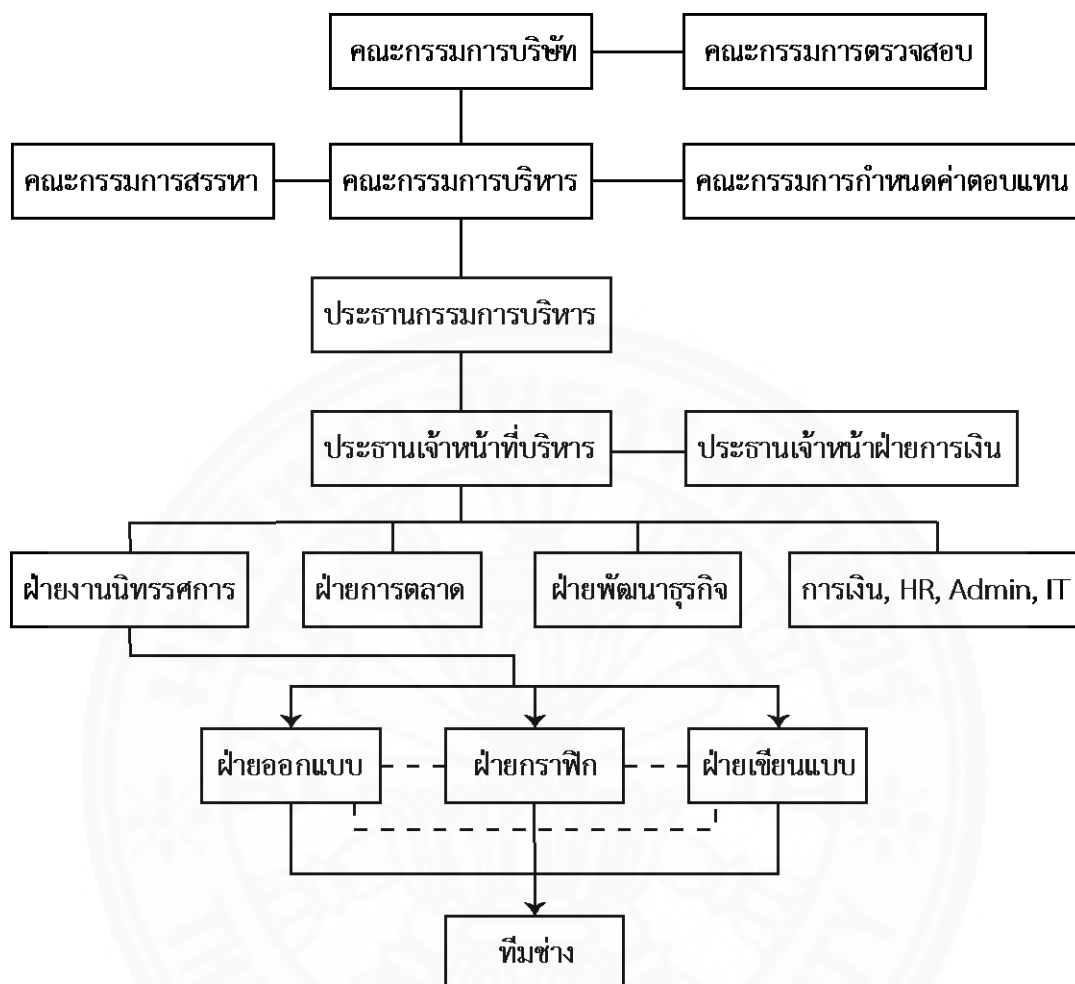 คณะกรรมการบริษัท
คณะกรรมการตรวจสอบ
คณะกรรมการสรรหา
คณะกรรมการบริหาร
คณะกรรมการกำหนดค่าตอบแทน
ประธานกรรมการบริหาร
ประธานเจ้าหน้าที่บริหาร
ประธานเจ้าหน้าฝ่ายการเงิน
ฝ่ายงานนิทรรศการ
ฝ่ายการตลาด
ฝ่ายพัฒนาธุรกิจ
การเงิน, HR, Admin, IT
ฝ่ายออกแบบ
ฝ่ายกราฟิก
ฝ่ายเขียนแบบ
ทีมช่าง